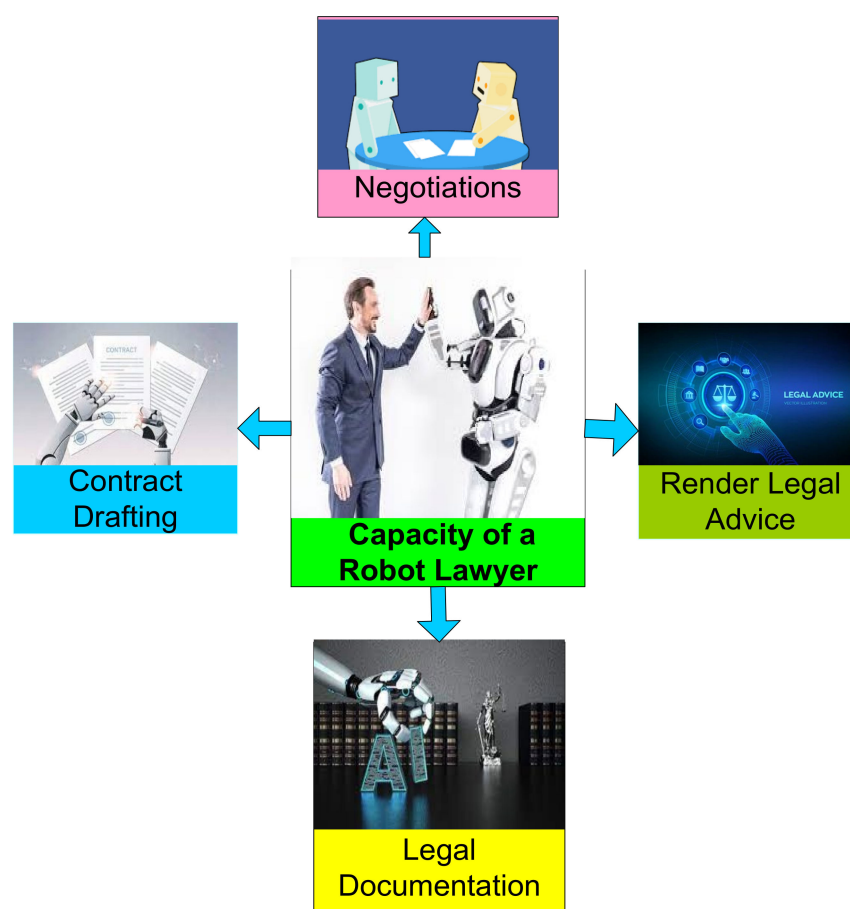 Negotiations
CONTRACT
LEGAL ADVICE
Contract
Drafting
Render Legal
Advice
Capacity of a
Robot Lawyer
AI
Legal
Documentation